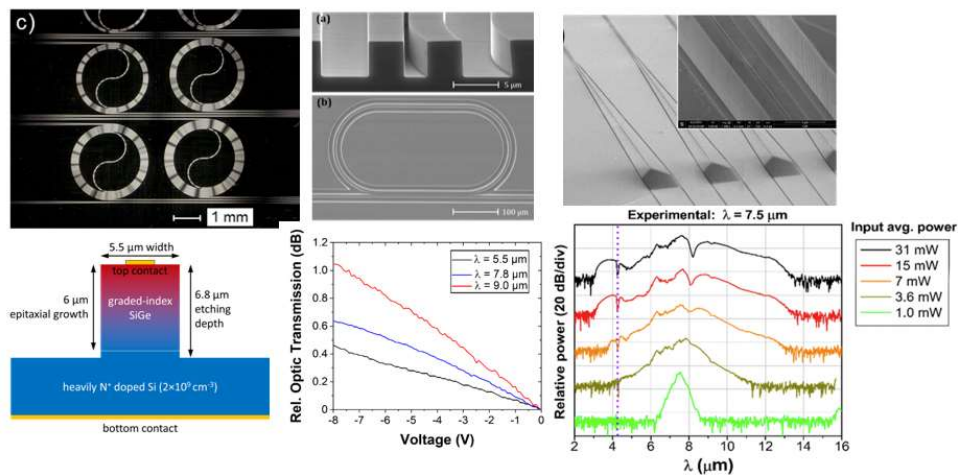 c)
1 mm
(a)
5 µm
(b)
100 µm
5.5 µm width
top contact
6 µm
epitaxial growth
graded-index
SiGe
6.8 µm
etching
depth
heavily N⁺ doped Si (2×10⁹ cm⁻³)
bottom contact
Rel. Optic Transmission (dB)
1.2
1.0
0.8
0.6
0.4
0.2
0
λ = 5.5 µm
λ = 7.8 µm
λ = 9.0 µm
-8 -7 -6 -5 -4 -3 -2 -1 0
Voltage (V)
Experimental: λ = 7.5 µm
Relative power (20 dB/div)
2 4 6 8 10 12 14 16
λ (µm)
Input avg. power
31 mW
15 mW
7 mW
3.6 mW
1.0 mW